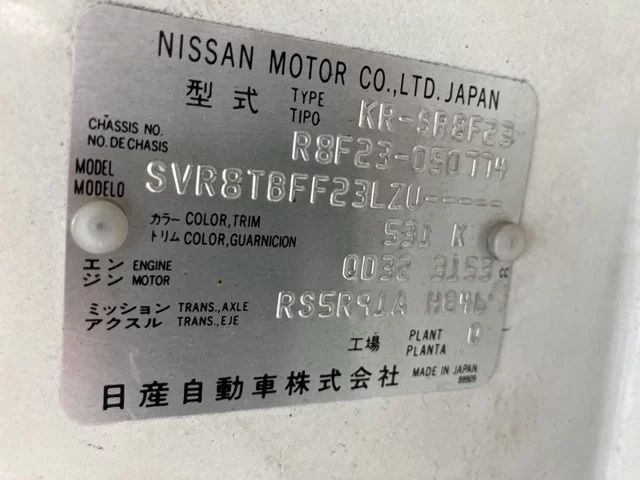 NISSAN MOTOR CO.,LTD. JAPAN
型式 TYPE TIPO KR-SR8F23
CHASSIS NO. NO. DE CHASIS R8F23-050774
MODEL MODELO SVR8TBFF23LZU-----
カラー COLOR,TRIM トリム COLOR,GUARNICION 531 K
エンジン ENGINE MOTOR QD32 3153 cc
ミッション TRANS.,AXLE アクスル TRANS.,EJE RS5R91A
工場 PLANT PLANTA
日産自動車株式会社 MADE IN JAPAN